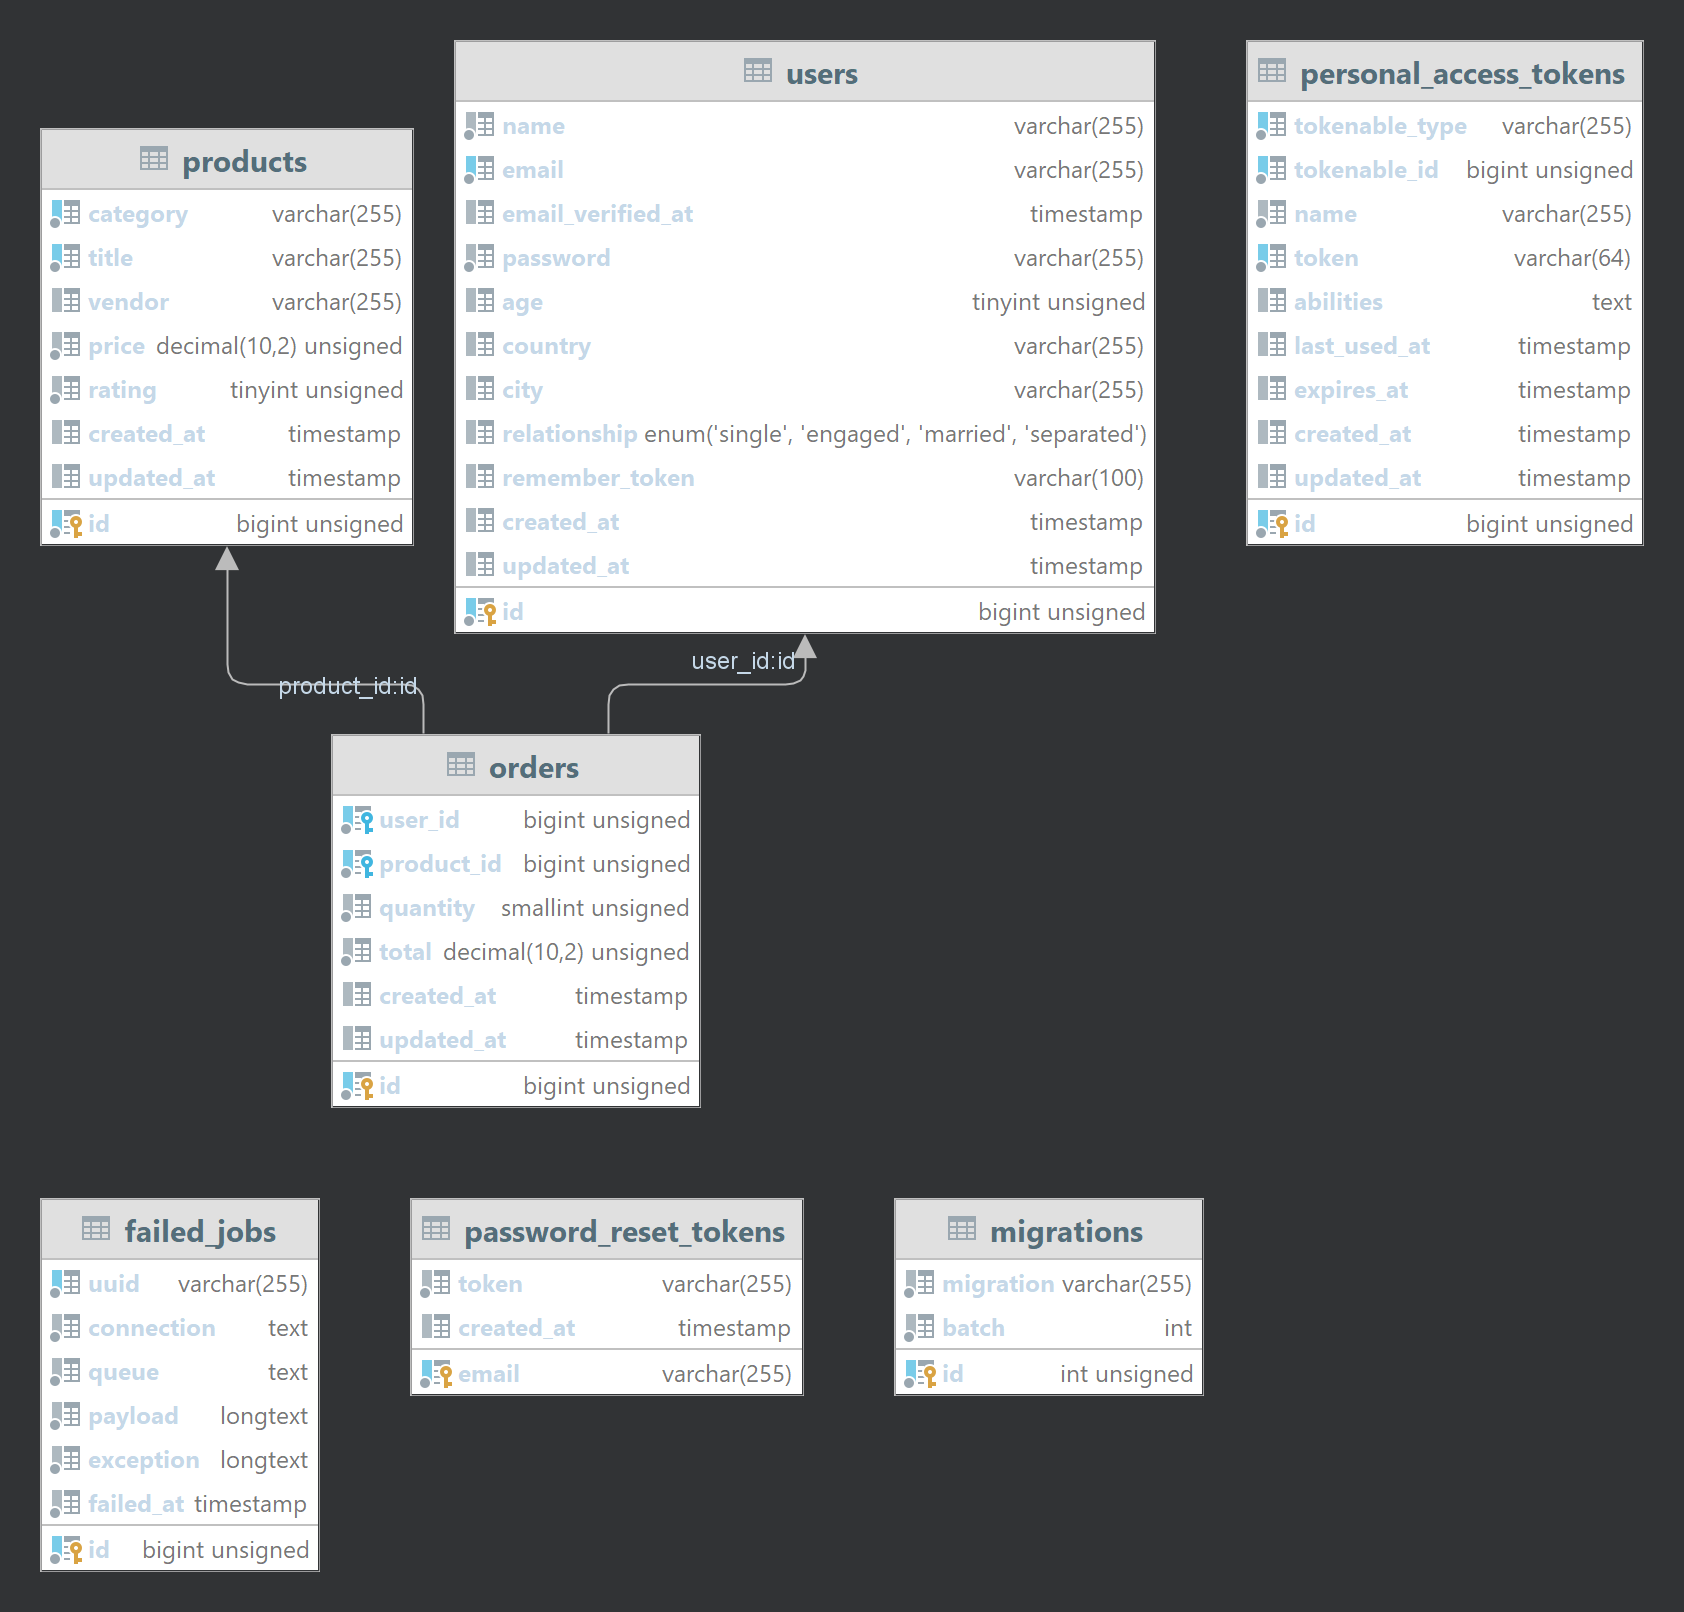 products
category varchar(255)
title varchar(255)
vendor varchar(255)
price decimal(10,2) unsigned
rating tinyint unsigned
created_at timestamp
updated_at timestamp
id bigint unsigned
users
name varchar(255)
email varchar(255)
email_verified_at timestamp
password varchar(255)
age tinyint unsigned
country varchar(255)
city varchar(255)
relationship enum('single', 'engaged', 'married', 'separated')
remember_token varchar(100)
created_at timestamp
updated_at timestamp
id bigint unsigned
personal_access_tokens
tokenable_type varchar(255)
tokenable_id bigint unsigned
name varchar(255)
token varchar(64)
abilities text
last_used_at timestamp
expires_at timestamp
created_at timestamp
updated_at timestamp
id bigint unsigned
product_id:id
user_id:id
orders
user_id bigint unsigned
product_id bigint unsigned
quantity smallint unsigned
total decimal(10,2) unsigned
created_at timestamp
updated_at timestamp
id bigint unsigned
failed_jobs
uuid varchar(255)
connection text
queue text
payload longtext
exception longtext
failed_at timestamp
id bigint unsigned
password_reset_tokens
token varchar(255)
created_at timestamp
email varchar(255)
migrations
migration varchar(255)
batch int
id int unsigned